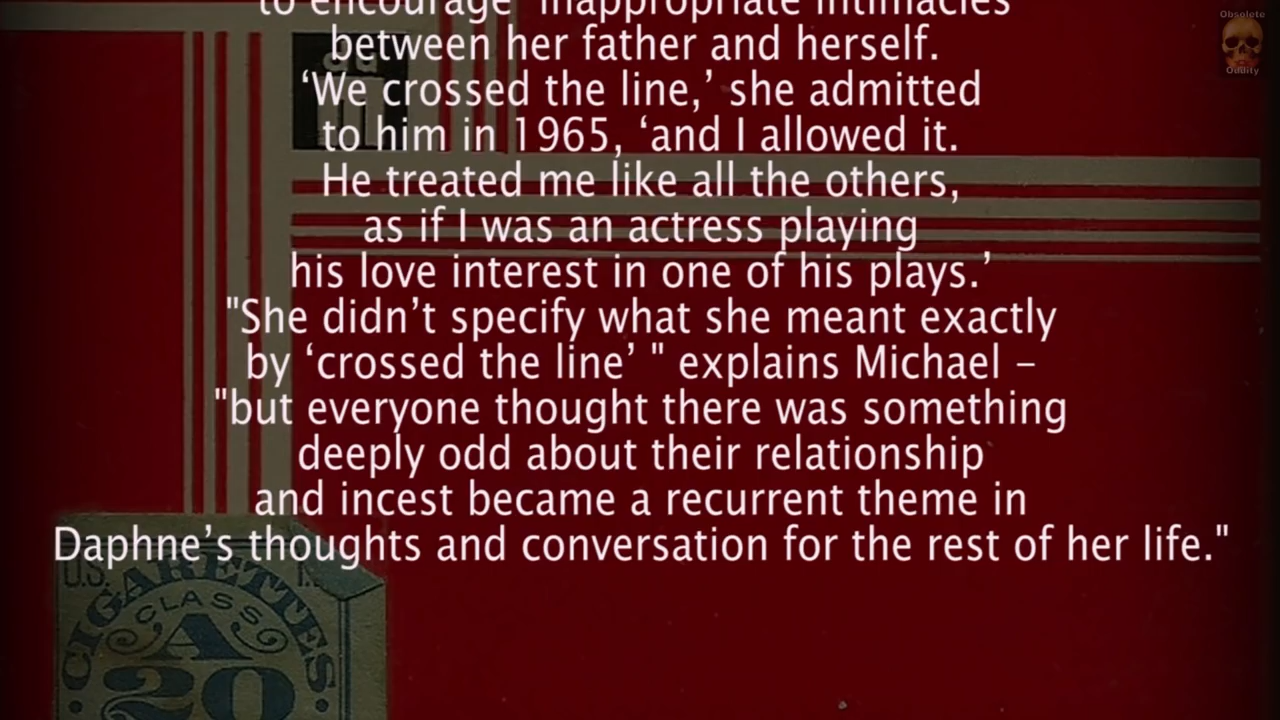 to encourage 'inappropriate intimacies
between her father and herself.
‘We crossed the line,’ she admitted
to him in 1965, ‘and I allowed it.
He treated me like all the others,
as if I was an actress playing
his love interest in one of his plays.’
"She didn’t specify what she meant exactly
by ‘crossed the line’ " explains Michael –
"but everyone thought there was something
deeply odd about their relationship
and incest became a recurrent theme in
Daphne’s thoughts and conversation for the rest of her life."
Obsolete
Oddity
U.S.
CIGARETTES
CLASS
A
20